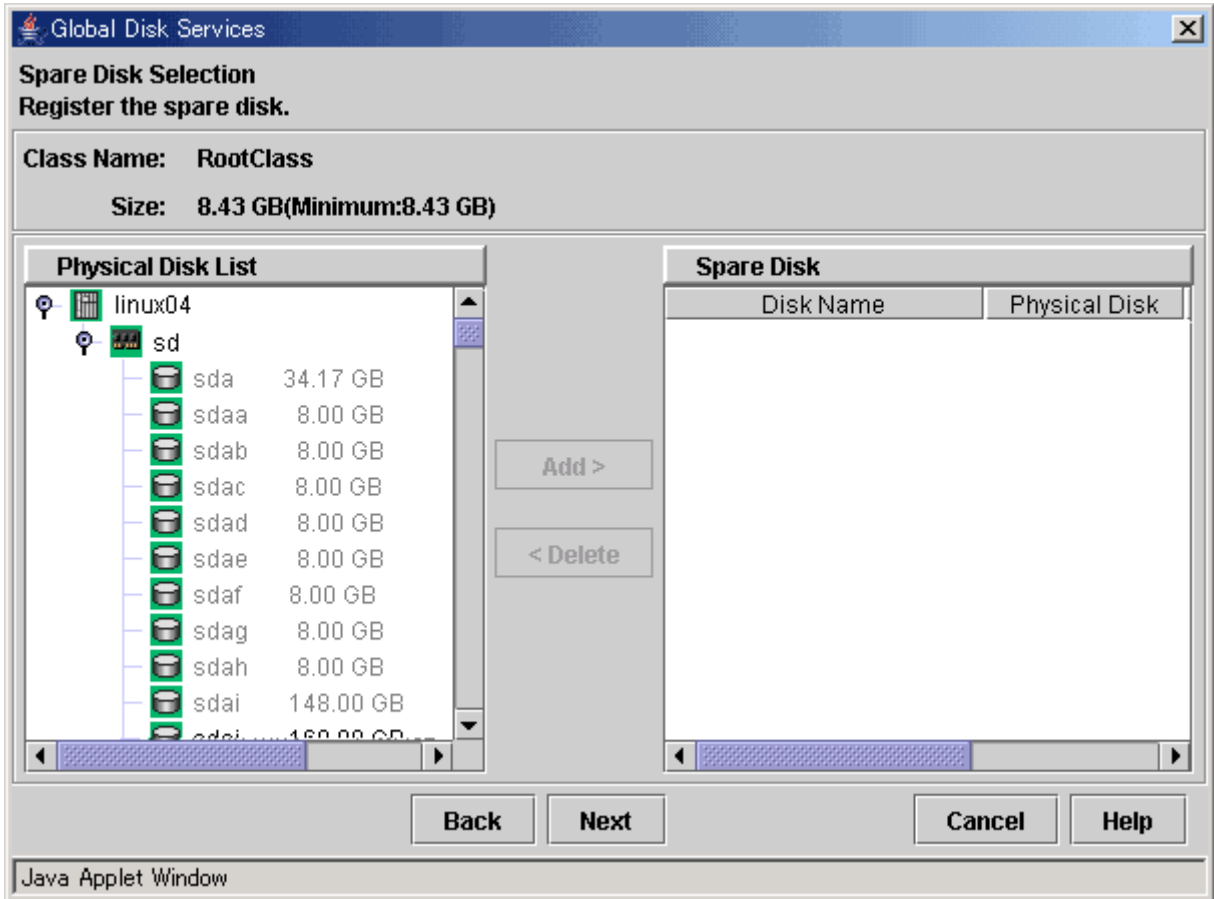 Global Disk Services
Spare Disk Selection
Register the spare disk.
Class Name: RootClass
Size: 8.43 GB(Minimum:8.43 GB)
Physical Disk List
linux04
sd
sda 34.17 GB
sdaa 8.00 GB
sdab 8.00 GB
sdac 8.00 GB
sdad 8.00 GB
sdae 8.00 GB
sdaf 8.00 GB
sdag 8.00 GB
sdah 8.00 GB
sdai 148.00 GB
Add >
< Delete
Spare Disk
Disk Name Physical Disk
Back Next Cancel Help
Java Applet Window